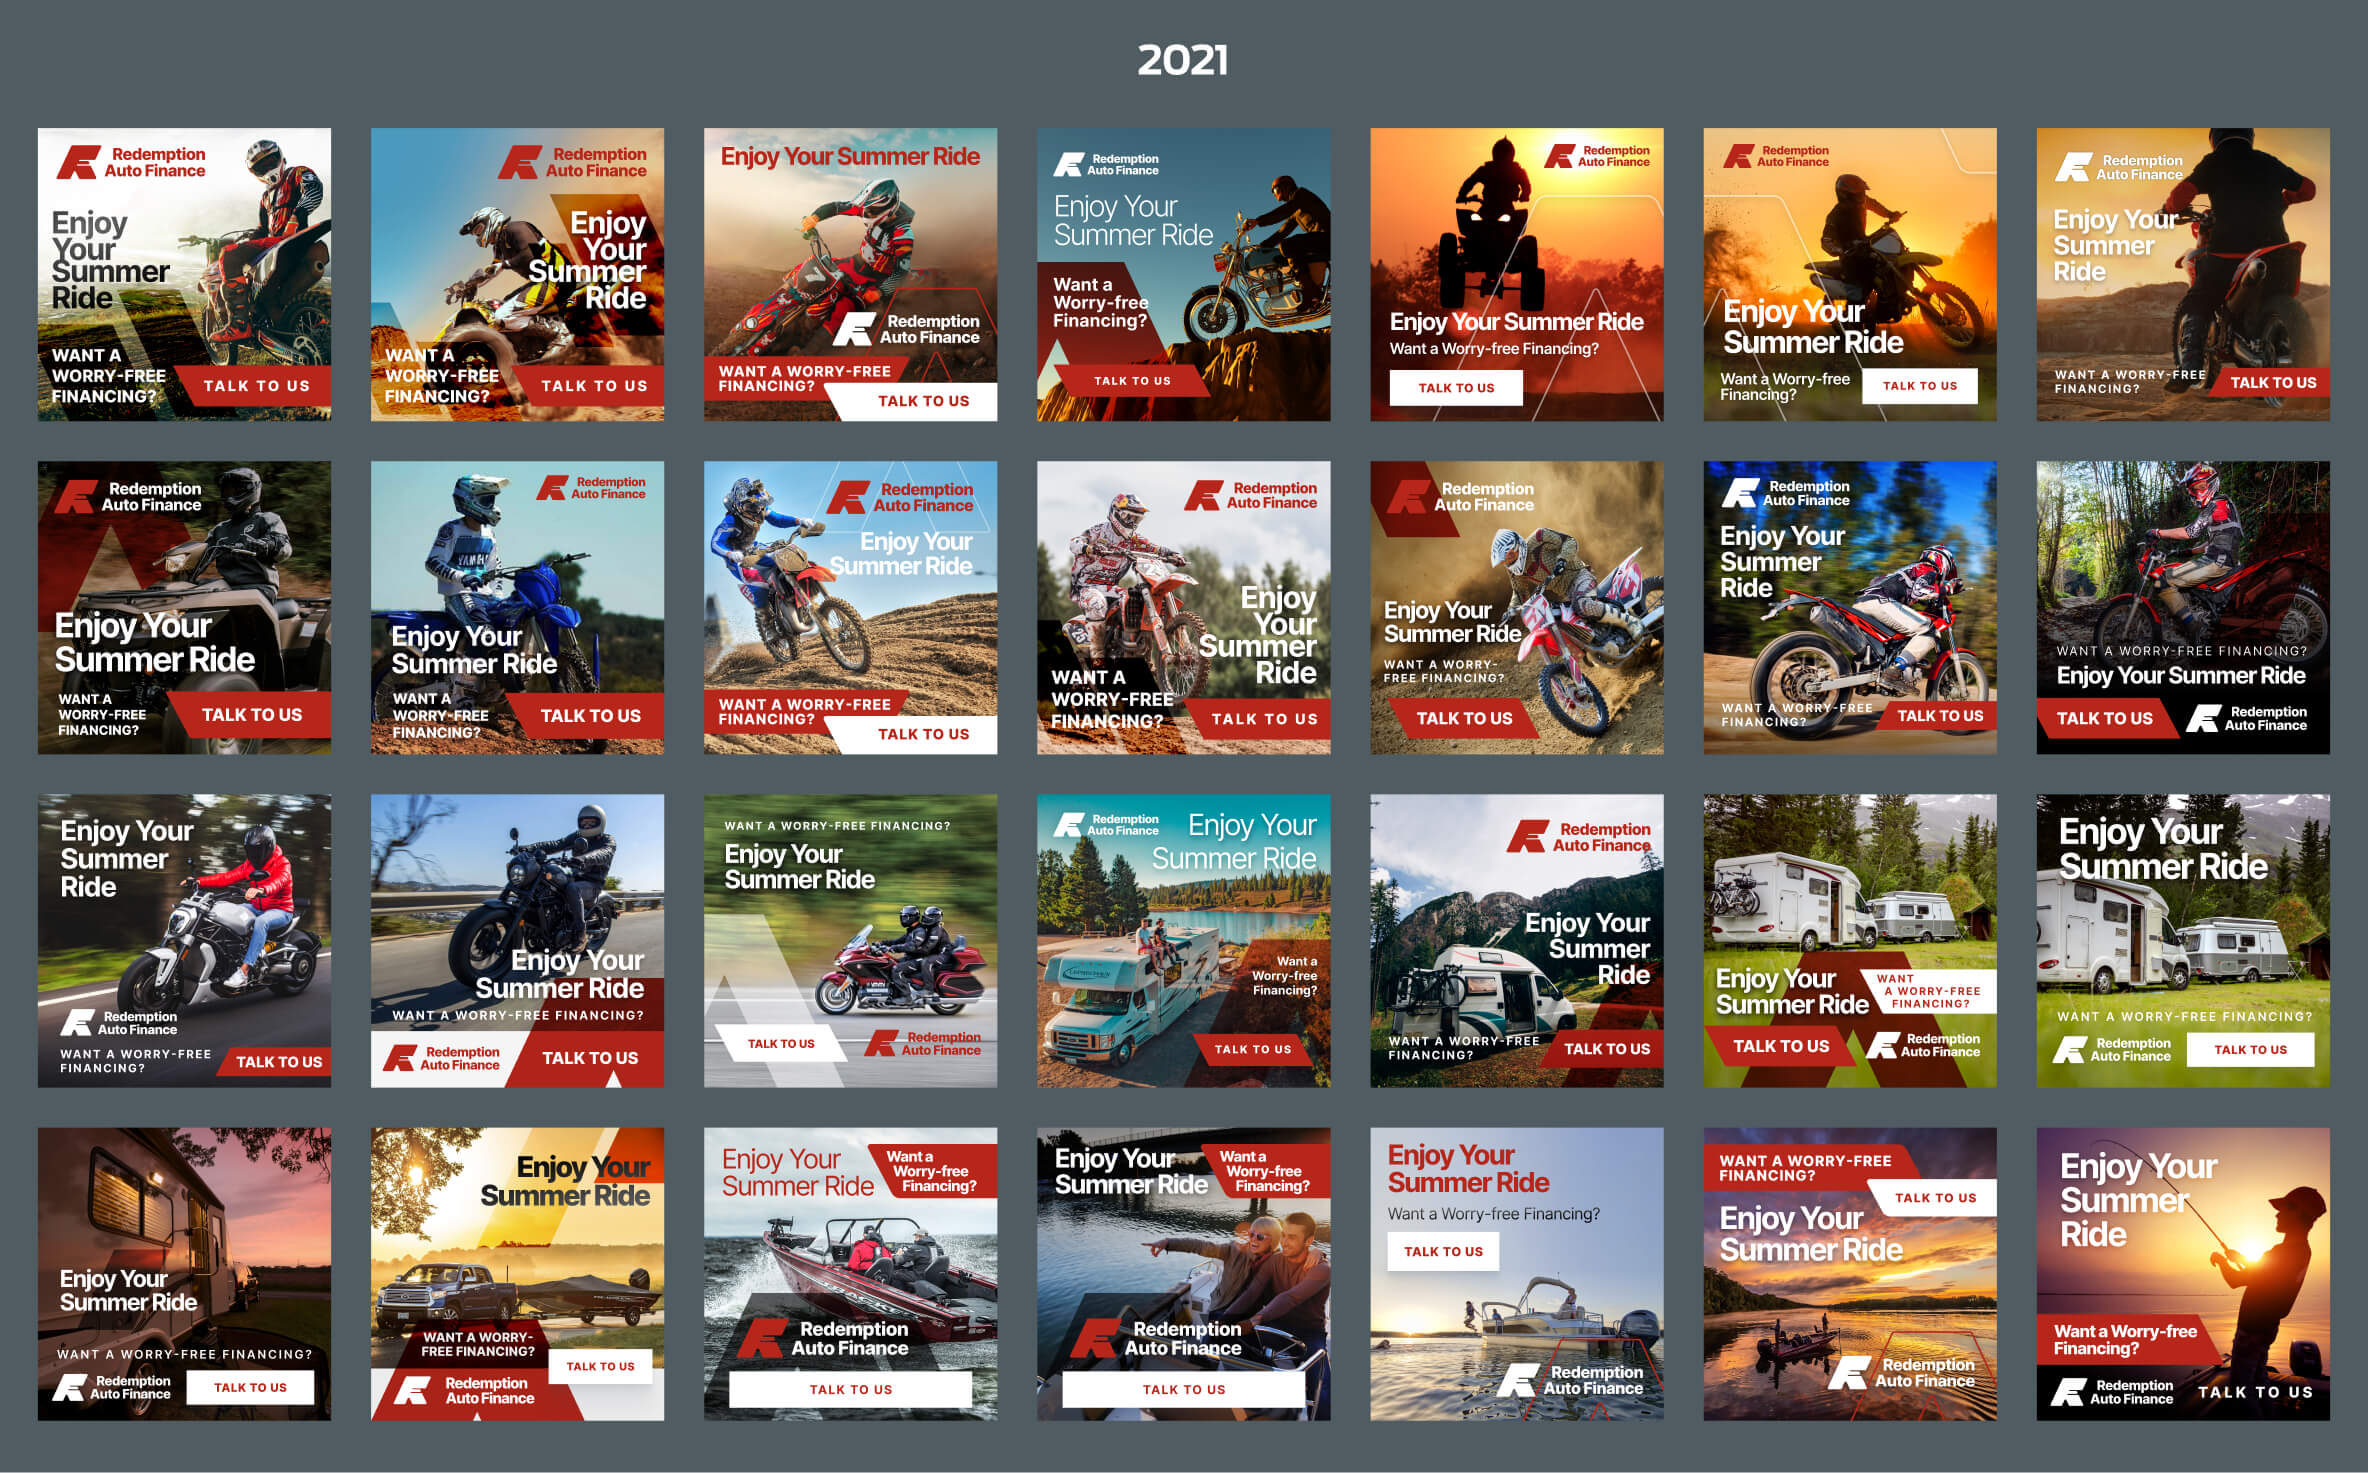 2021
Redemption
Auto Finance
Enjoy
Your
Summer
Ride
WANT A
WORRY-FREE
FINANCING?
TALK TO US
Redemption
Auto Finance
Enjoy
Your
Summer
Ride
WANT A
WORRY-FREE
FINANCING?
TALK TO US
Enjoy Your Summer Ride
7
Redemption
Auto Finance
WANT A WORRY-FREE
FINANCING?
TALK TO US
Redemption
Auto Finance
Enjoy Your
Summer Ride
Want a
Worry-free
Financing?
TALK TO US
Redemption
Auto Finance
Enjoy Your Summer Ride
Want a Worry-free Financing?
TALK TO US
Redemption
Auto Finance
Enjoy Your
Summer Ride
Want a Worry-free
Financing?
TALK TO US
Redemption
Auto Finance
Enjoy Your
Summer
Ride
WANT A WORRY-FREE
FINANCING?
TALK TO US
Redemption
Auto Finance
Enjoy Your
Summer Ride
WANT A
WORRY-FREE
FINANCING?
TALK TO US
Redemption
Auto Finance
Enjoy Your
Summer Ride
WANT A
WORRY-FREE
FINANCING?
TALK TO US
Redemption
Auto Finance
Enjoy Your
Summer Ride
WANT A WORRY-FREE
FINANCING?
TALK TO US
Redemption
Auto Finance
Enjoy
Your
Summer
Ride
WANT A
WORRY-FREE
FINANCING?
TALK TO US
Redemption
Auto Finance
Enjoy Your
Summer Ride
WANT A WORRY-
FREE FINANCING?
TALK TO US
Redemption
Auto Finance
Enjoy Your
Summer
Ride
WANT A WORRY-FREE
FINANCING?
TALK TO US
WANT A WORRY-FREE FINANCING?
Enjoy Your Summer Ride
TALK TO US
Redemption
Auto Finance
Enjoy Your
Summer
Ride
Redemption
Auto Finance
WANT A WORRY-FREE
FINANCING?
TALK TO US
Enjoy Your
Summer Ride
WANT A WORRY-FREE FINANCING?
Redemption
Auto Finance
TALK TO US
WANT A WORRY-FREE FINANCING?
Enjoy Your
Summer Ride
TALK TO US
Redemption
Auto Finance
Redemption
Auto Finance
Enjoy Your
Summer Ride
Want a
Worry-free
Financing?
TALK TO US
Redemption
Auto Finance
Enjoy Your
Summer
Ride
WANT A WORRY-FREE
FINANCING?
TALK TO US
Enjoy Your
Summer Ride
WANT
A WORRY-FREE
FINANCING?
TALK TO US
Redemption
Auto Finance
Enjoy Your
Summer Ride
WANT A WORRY-FREE FINANCING?
Redemption
Auto Finance
TALK TO US
Enjoy Your
Summer Ride
WANT A WORRY-FREE FINANCING?
Redemption
Auto Finance
TALK TO US
Enjoy Your
Summer Ride
WANT A WORRY-
FREE FINANCING?
TALK TO US
Redemption
Auto Finance
Enjoy Your
Summer Ride
Want a
Worry-free
Financing?
Redemption
Auto Finance
TALK TO US
Enjoy Your
Summer Ride
Want a
Worry-free
Financing?
Redemption
Auto Finance
TALK TO US
Enjoy Your
Summer Ride
Want a Worry-free Financing?
TALK TO US
Redemption
Auto Finance
WANT A WORRY-FREE
FINANCING?
TALK TO US
Enjoy Your
Summer Ride
Redemption
Auto Finance
Enjoy Your
Summer
Ride
Want a Worry-free
Financing?
Redemption
Auto Finance
TALK TO US